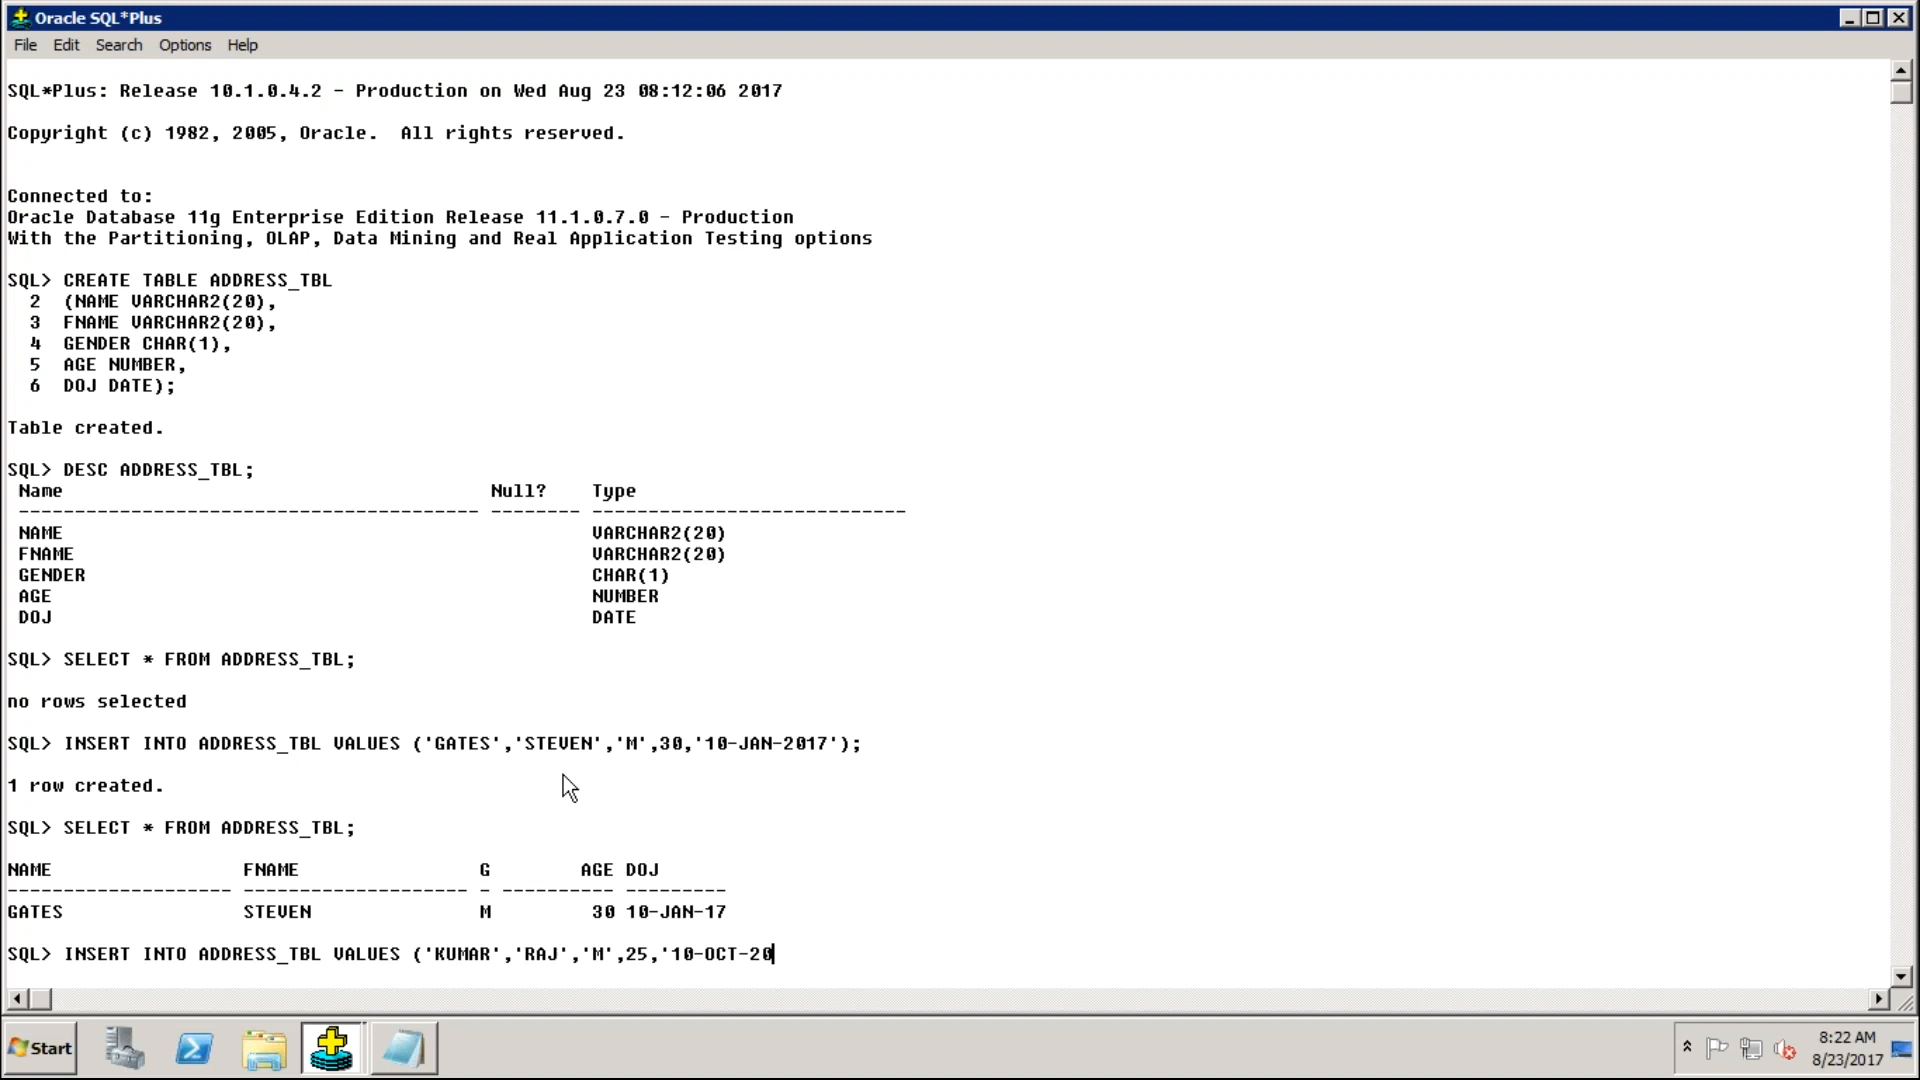 Oracle SQL*Plus
File Edit Search Options Help
SQL*Plus: Release 10.1.0.4.2 - Production on Wed Aug 23 08:12:06 2017
Copyright (c) 1982, 2005, Oracle.  All rights reserved.
Connected to:
Oracle Database 11g Enterprise Edition Release 11.1.0.7.0 - Production
With the Partitioning, OLAP, Data Mining and Real Application Testing options
SQL> CREATE TABLE ADDRESS_TBL
2  (NAME VARCHAR2(20),
3  FNAME VARCHAR2(20),
4  GENDER CHAR(1),
5  AGE NUMBER,
6  DOJ DATE);
Table created.
SQL> DESC ADDRESS_TBL;
Name Null? Type
----------------------------------------- -------- ----------------------------
NAME VARCHAR2(20)
FNAME VARCHAR2(20)
GENDER CHAR(1)
AGE NUMBER
DOJ DATE
SQL> SELECT * FROM ADDRESS_TBL;
no rows selected
SQL> INSERT INTO ADDRESS_TBL VALUES ('GATES','STEVEN','M',30,'10-JAN-2017');
1 row created.
SQL> SELECT * FROM ADDRESS_TBL;
NAME FNAME G AGE DOJ
-------------------- -------------------- - ---------- ---------
GATES STEVEN M 30 10-JAN-17
SQL> INSERT INTO ADDRESS_TBL VALUES ('KUMAR','RAJ','M',25,'10-OCT-20
Start
8:22 AM
8/23/2017